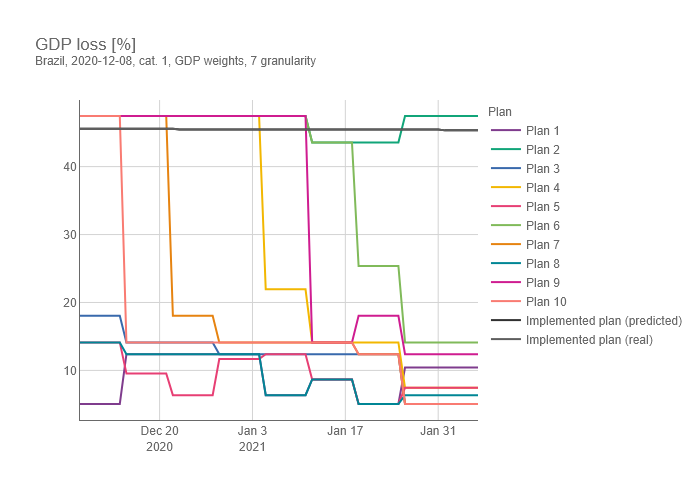 GDP loss [%]
Brazil, 2020-12-08, cat. 1, GDP weights, 7 granularity
40
30
20
10
Dec 20
2020
Jan 3
2021
Jan 17
Jan 31
Plan
Plan 1
Plan 2
Plan 3
Plan 4
Plan 5
Plan 6
Plan 7
Plan 8
Plan 9
Plan 10
Implemented plan (predicted)
Implemented plan (real)